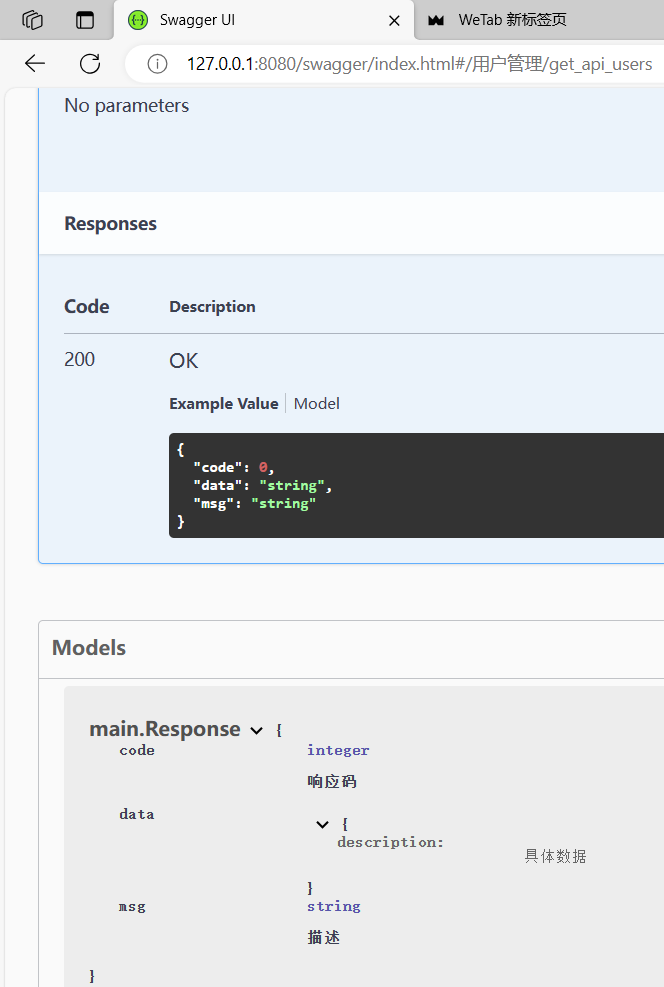 Swagger UI
WeTab 新标签页
127.0.0.1:8080/swagger/index.html#/用户管理/get_api_users
No parameters
Responses
Code Description
200 OK
Example Value Model
{
"code": 0,
"data": "string",
"msg": "string"
}
Models
main.Response {
code integer
响应码
data {
description:
具体数据
}
msg string
描述
}